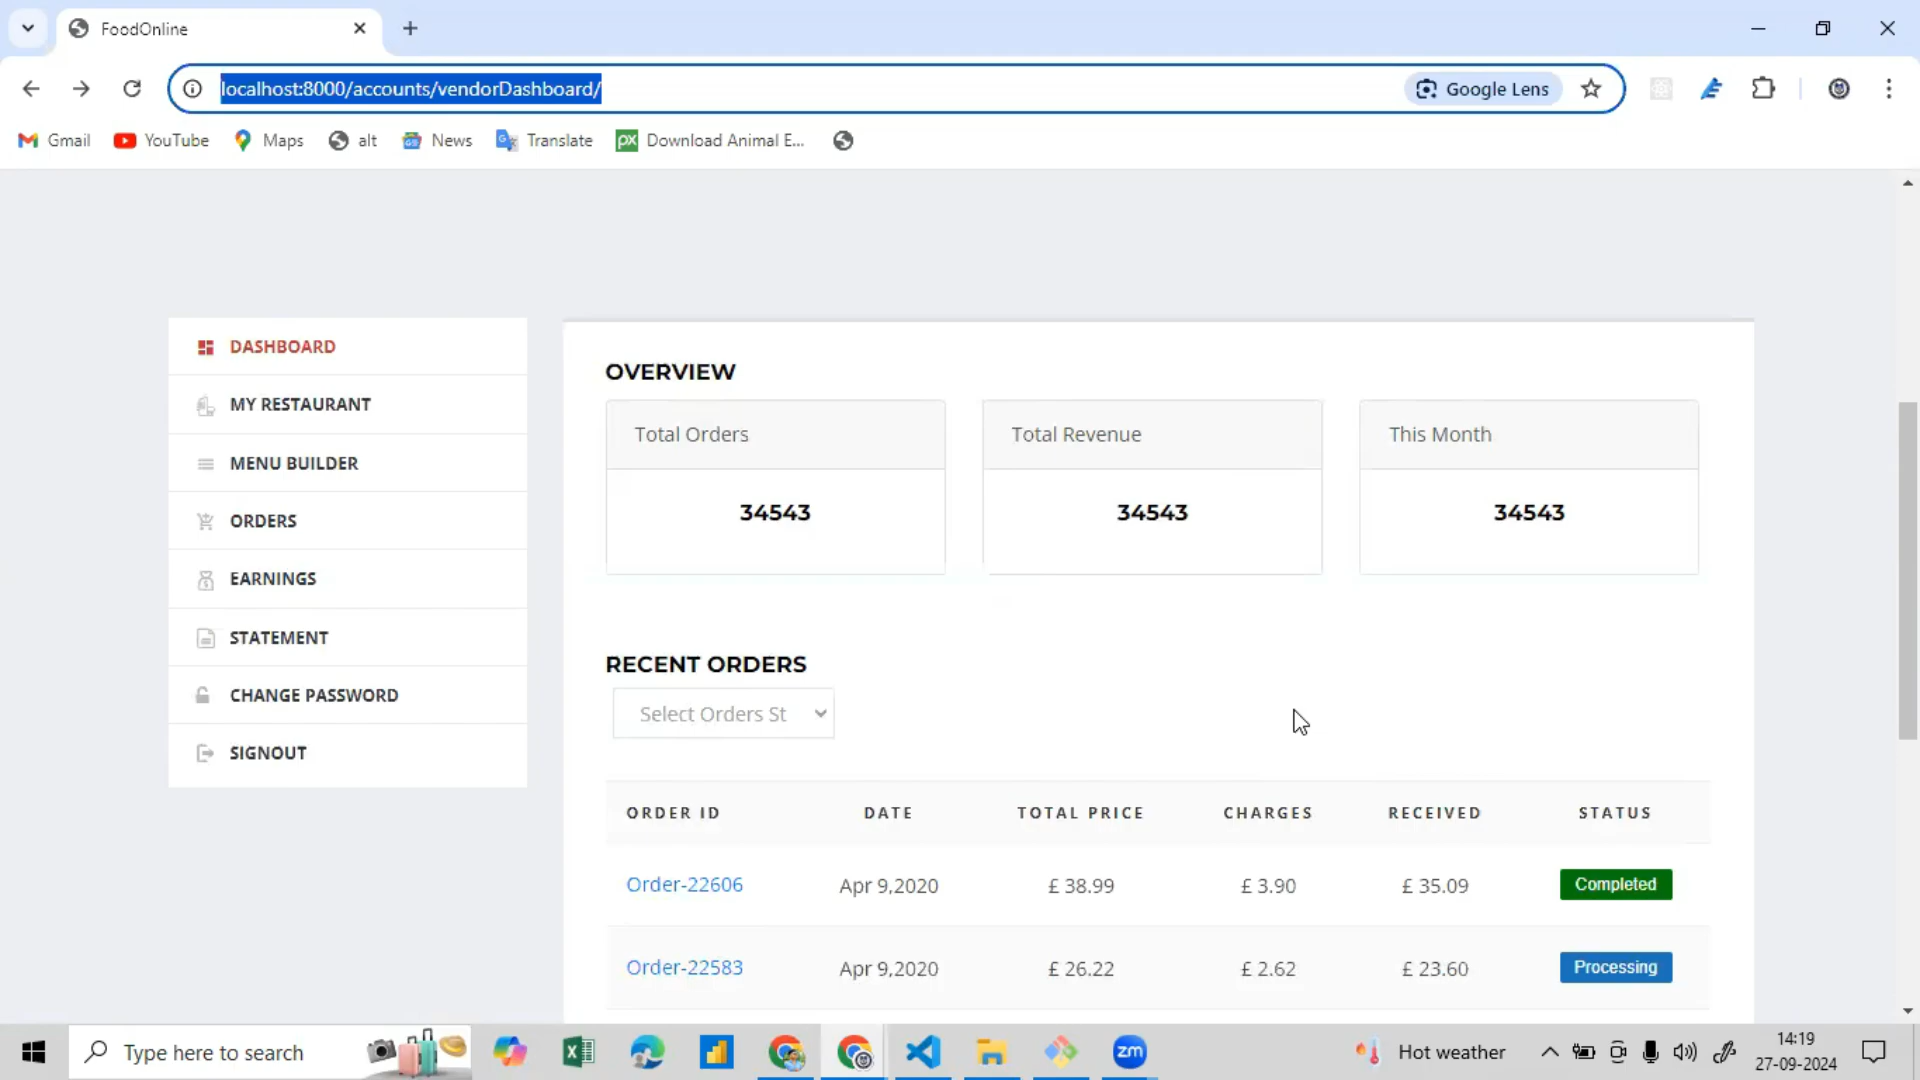 FoodOnline
localhost:8000/accounts/vendorDashboard/
Google Lens
Gmail
YouTube
Maps
alt
News
Translate
px
Download Animal E...
DASHBOARD
MY RESTAURANT
MENU BUILDER
ORDERS
EARNINGS
STATEMENT
CHANGE PASSWORD
SIGNOUT
OVERVIEW
Total Orders
Total Revenue
This Month
34543
34543
34543
RECENT ORDERS
Select Orders St
ORDER ID DATE TOTAL PRICE CHARGES RECEIVED STATUS
Order-22606 Apr 9,2020 £ 38.99 £ 3.90 £ 35.09 Completed
Order-22583 Apr 9,2020 £ 26.22 £ 2.62 £ 23.60 Processing
Type here to search
zm
Hot weather
14:19
27-09-2024